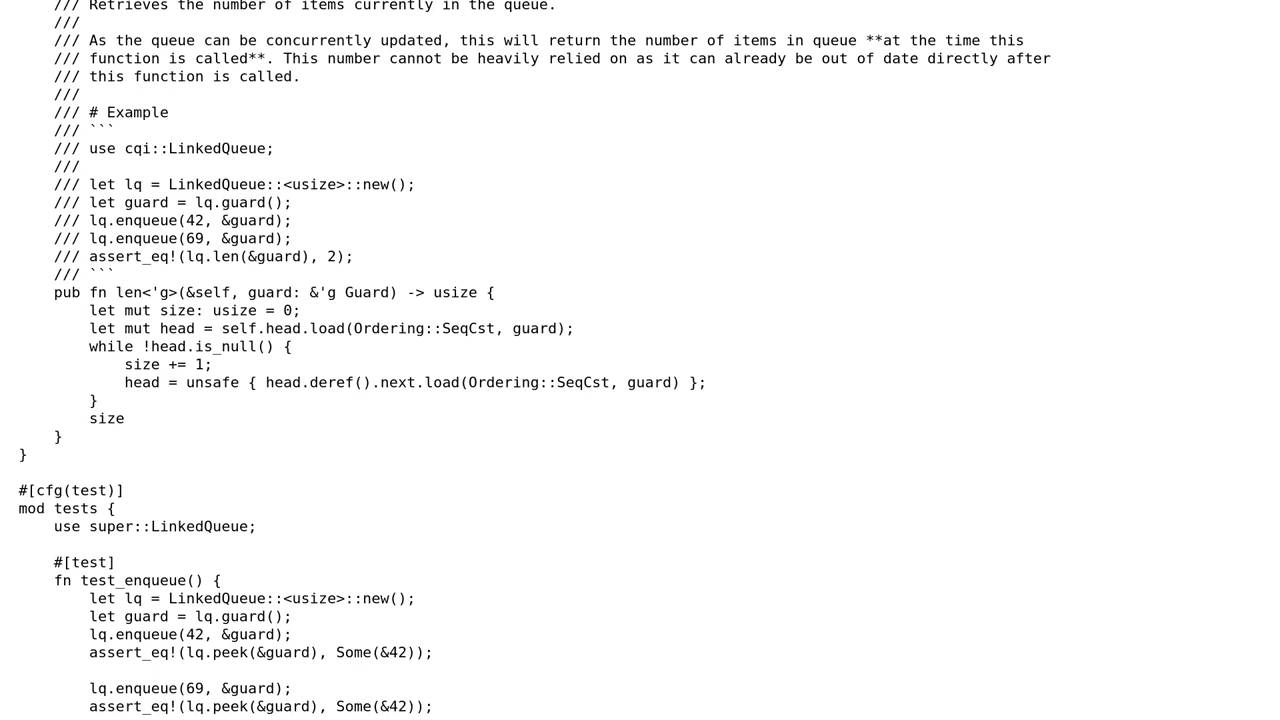 /// Retrieves the number of items currently in the queue.
///
/// As the queue can be concurrently updated, this will return the number of items in queue **at the time this
/// function is called**. This number cannot be heavily relied on as it can already be out of date directly after
/// this function is called.
///
/// # Example
/// ```
/// use cqi::LinkedQueue;
///
/// let lq = LinkedQueue::<usize>::new();
/// let guard = lq.guard();
/// lq.enqueue(42, &guard);
/// lq.enqueue(69, &guard);
/// assert_eq!(lq.len(&guard), 2);
/// ```
pub fn len<'g>(&self, guard: &'g Guard) -> usize {
let mut size: usize = 0;
let mut head = self.head.load(Ordering::SeqCst, guard);
while !head.is_null() {
size += 1;
head = unsafe { head.deref().next.load(Ordering::SeqCst, guard) };
}
size
}
}
#[cfg(test)]
mod tests {
use super::LinkedQueue;
#[test]
fn test_enqueue() {
let lq = LinkedQueue::<usize>::new();
let guard = lq.guard();
lq.enqueue(42, &guard);
assert_eq!(lq.peek(&guard), Some(&42));
lq.enqueue(69, &guard);
assert_eq!(lq.peek(&guard), Some(&42));